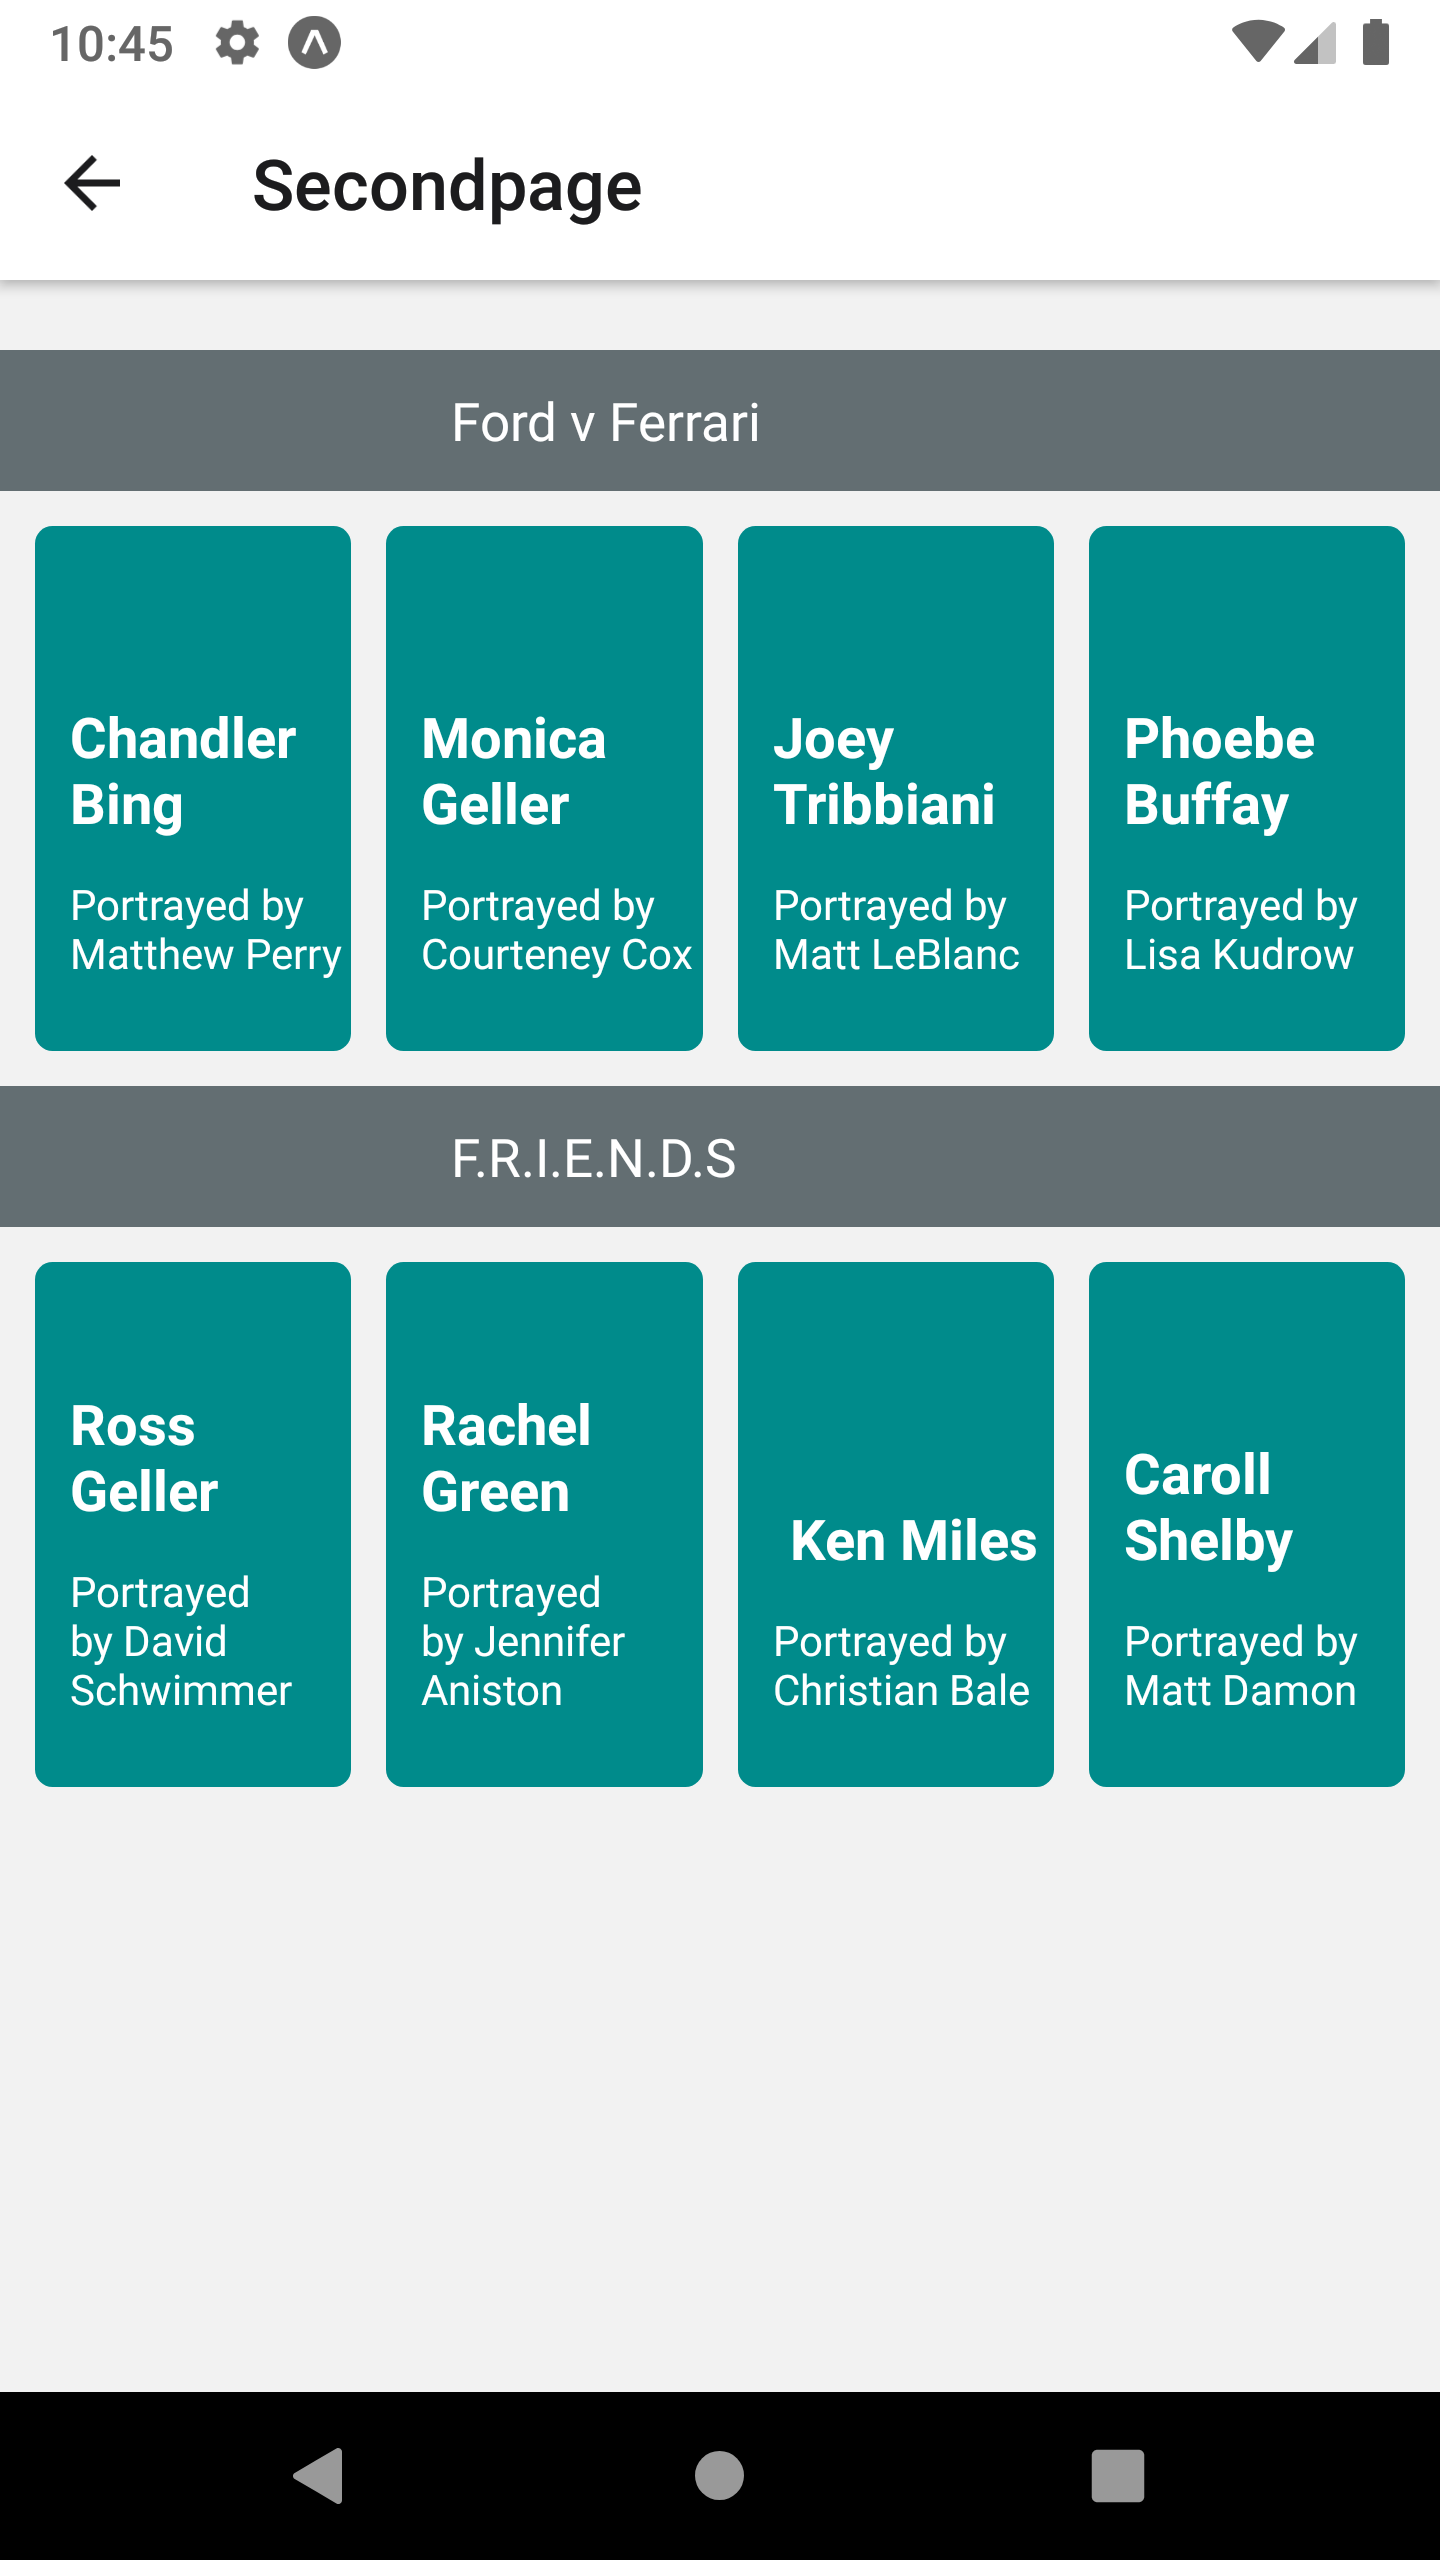 10:45
Secondpage
Ford v Ferrari
Chandler
Bing
Portrayed by
Matthew Perry
Monica
Geller
Portrayed by
Courteney Cox
Joey
Tribbiani
Portrayed by
Matt LeBlanc
Phoebe
Buffay
Portrayed by
Lisa Kudrow
F.R.I.E.N.D.S
Ross
Geller
Portrayed
by David
Schwimmer
Rachel
Green
Portrayed
by Jennifer
Aniston
Ken Miles
Portrayed by
Christian Bale
Caroll
Shelby
Portrayed by
Matt Damon